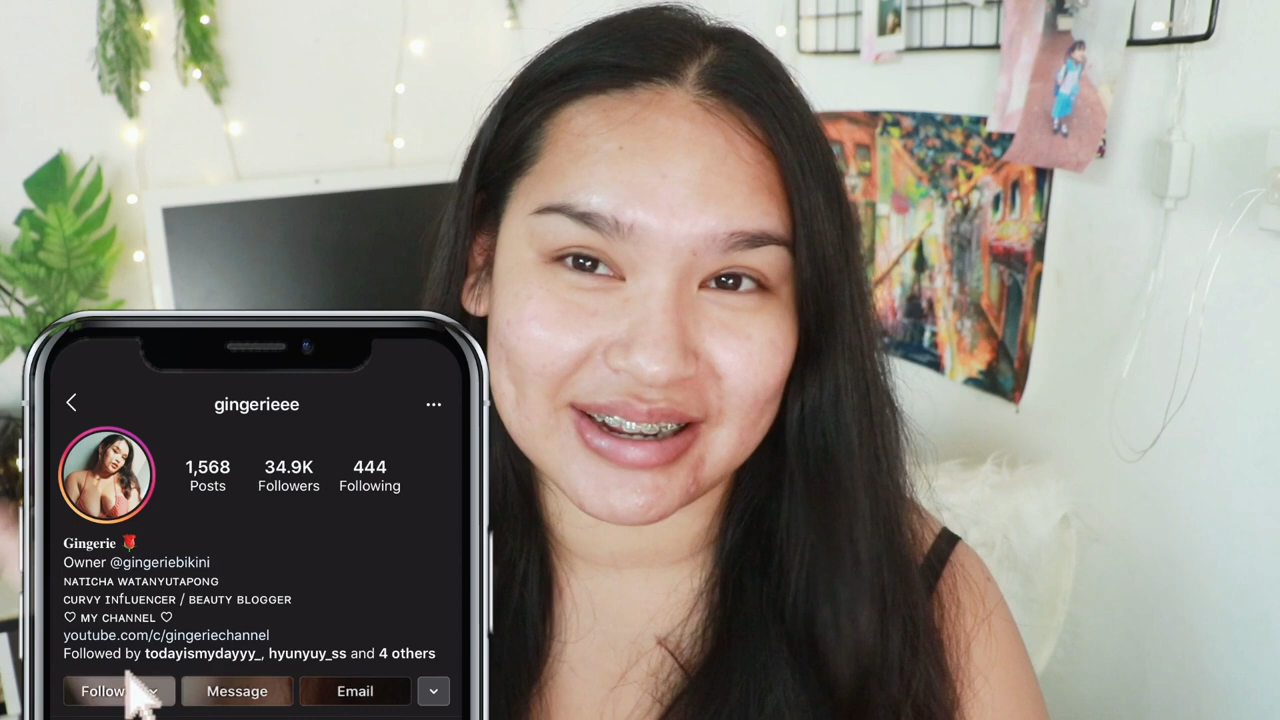 gingerieee
1,568 34.9K 444
Posts Followers Following
Gingerie 🌹
Owner @gingeriebikini
NATICHA WATANYUTAPONG
CURVY INfLUENCER / BEAUTY BLOGGER
♡ MY CHANNEL ♡
youtube.com/c/gingeriechannel
Followed by todayismydayyy_, hyunyuy_ss and 4 others
Message Email